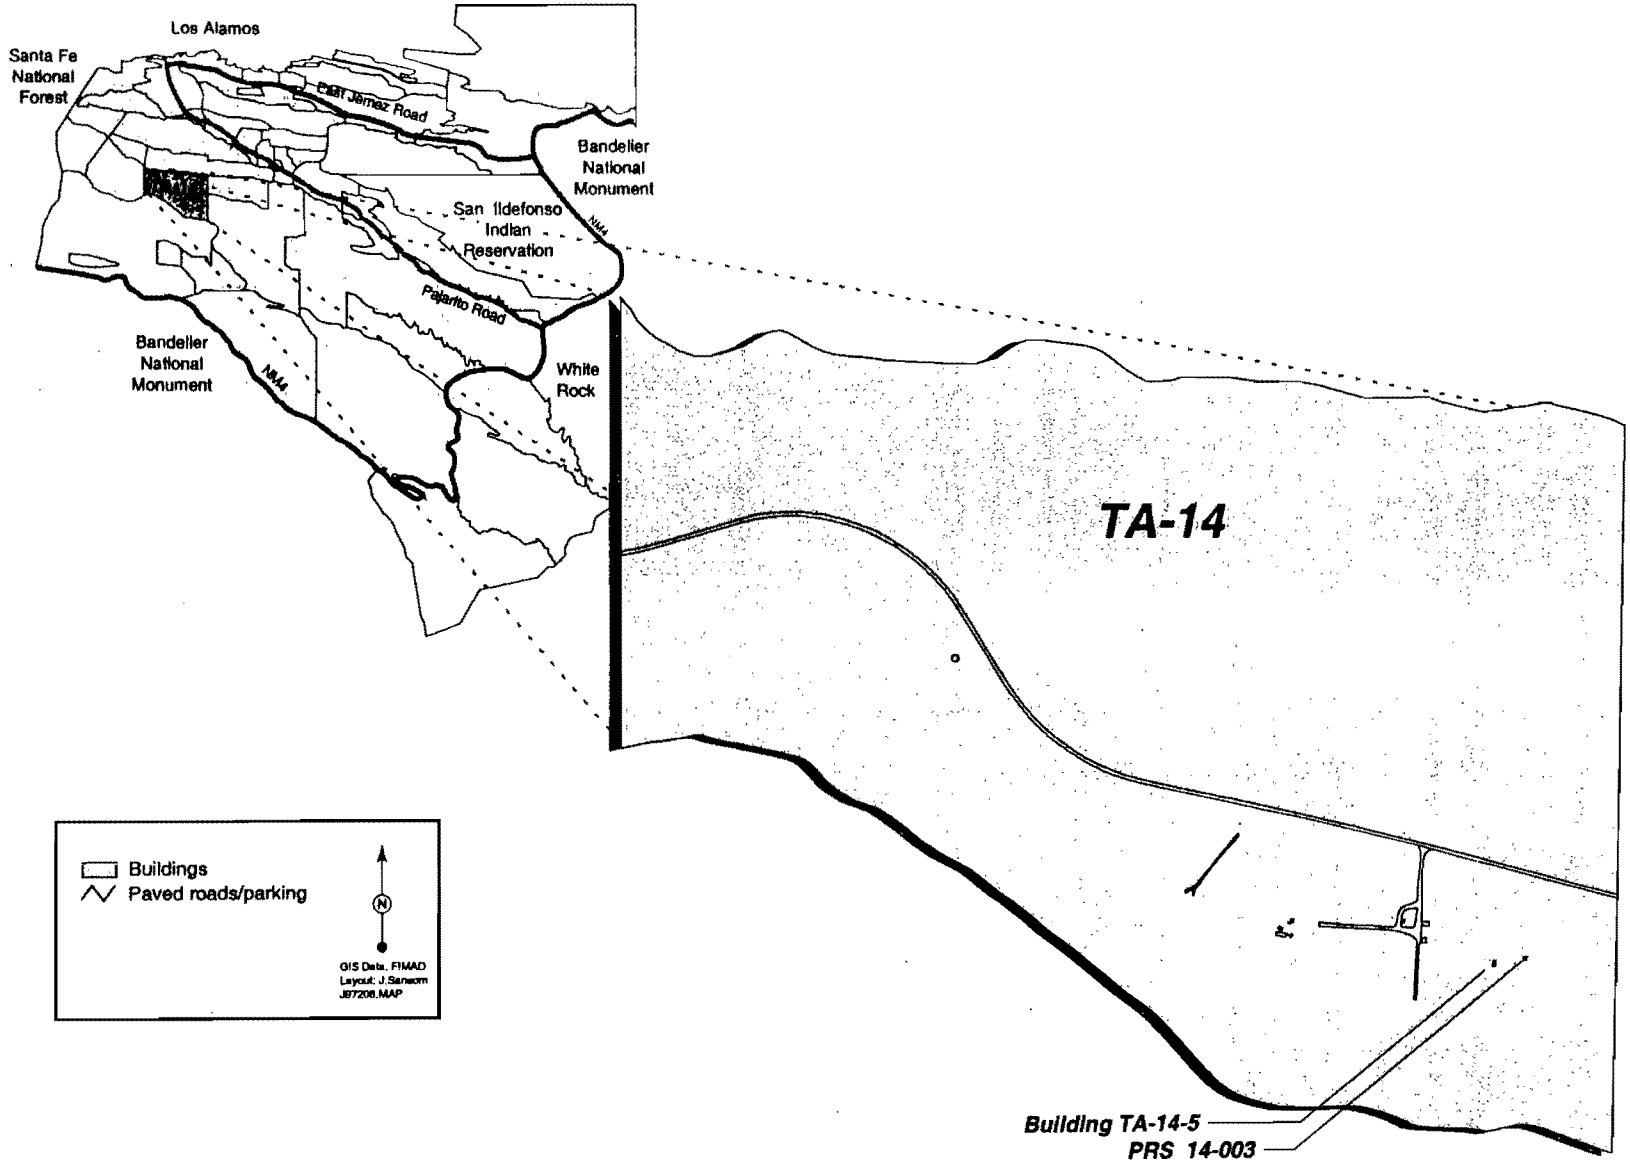 Los Alamos
Santa Fe
National
Forest
East Jemez Road
Bandelier
National
Monument
San Ildefonso
Indian
Reservation
NM4
Pajarito Road
Bandelier
National
Monument
NM4
White
Rock
TA-14
Buildings
Paved roads/parking
N
GIS Data, FIMAD
Layout: J.Sansom
J97208.MAP
Building TA-14-5
PRS 14-003